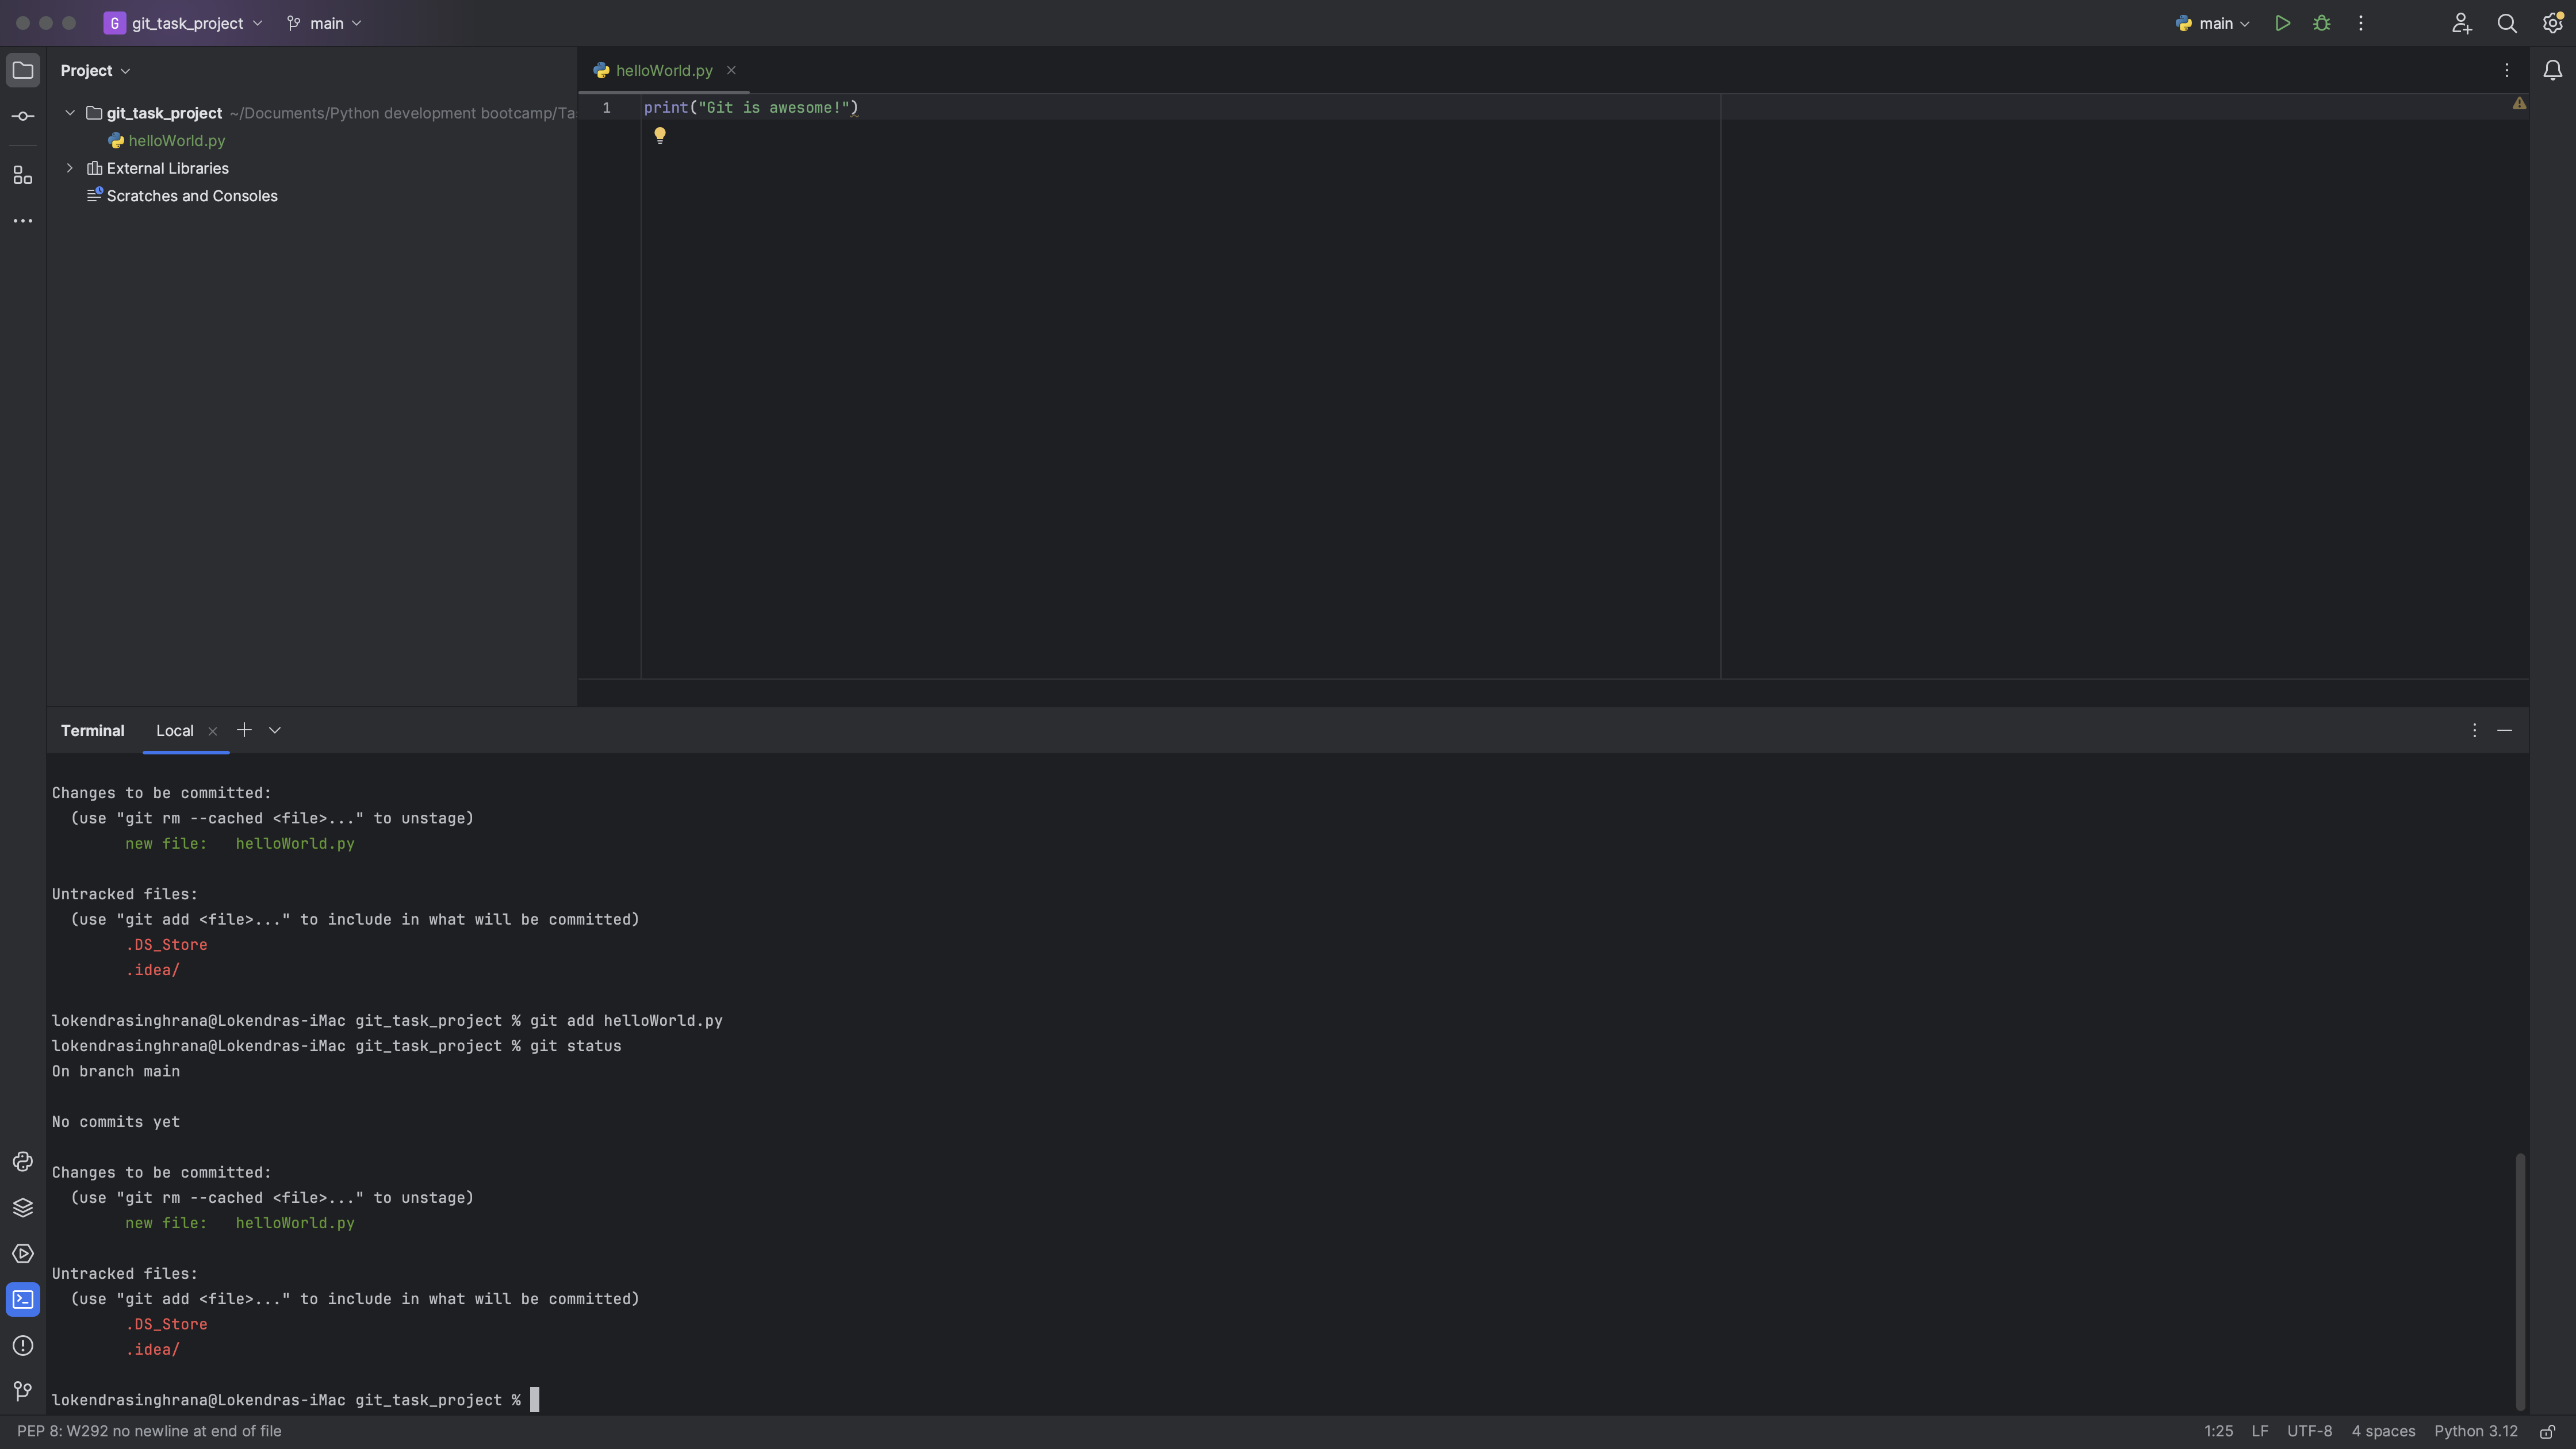 G git_task_project main main
Project
helloWorld.py
git_task_project ~/Documents/Python development bootcamp/Ta
helloWorld.py
External Libraries
Scratches and Consoles
1 print("Git is awesome!")
Terminal Local
Changes to be committed:
(use "git rm --cached <file>..." to unstage)
new file: helloWorld.py
Untracked files:
(use "git add <file>..." to include in what will be committed)
.DS_Store
.idea/
lokendrasinghrana@Lokendras-iMac git_task_project % git add helloWorld.py
lokendrasinghrana@Lokendras-iMac git_task_project % git status
On branch main
No commits yet
Changes to be committed:
(use "git rm --cached <file>..." to unstage)
new file: helloWorld.py
Untracked files:
(use "git add <file>..." to include in what will be committed)
.DS_Store
.idea/
lokendrasinghrana@Lokendras-iMac git_task_project %
PEP 8: W292 no newline at end of file 1:25 LF UTF-8 4 spaces Python 3.12